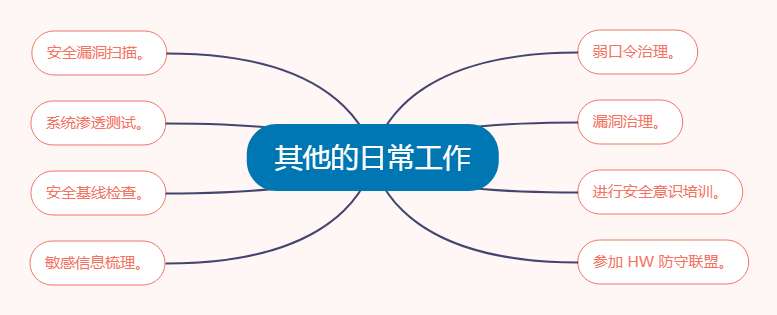 其他的日常工作
安全漏洞扫描。
系统渗透测试。
安全基线检查。
敏感信息梳理。
弱口令治理。
漏洞治理。
进行安全意识培训。
参加 HW 防守联盟。